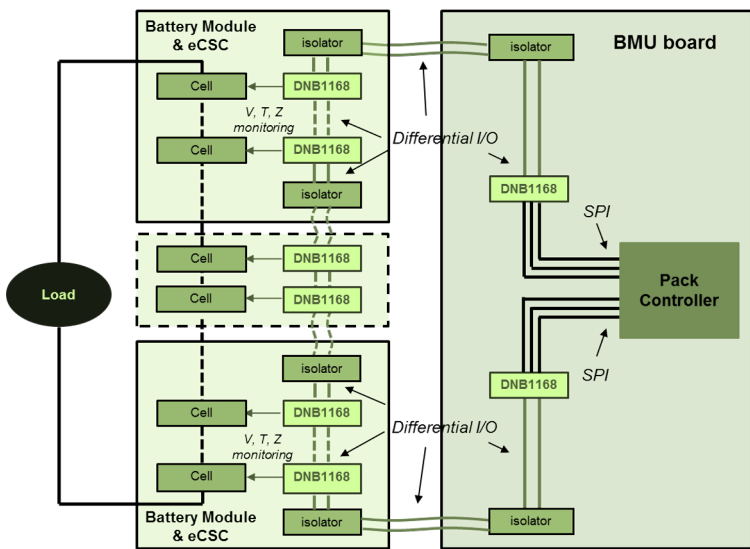 Battery Module
& eCSC
isolator
isolator
BMU board
Cell
DNB1168
V, T, Z
monitoring
Differential I/O
Cell
DNB1168
isolator
DNB1168
SPI
Cell
DNB1168
Cell
DNB1168
Load
Pack
Controller
SPI
isolator
DNB1168
Cell
DNB1168
V, T, Z
monitoring
Differential I/O
Cell
DNB1168
Battery Module
& eCSC
isolator
isolator